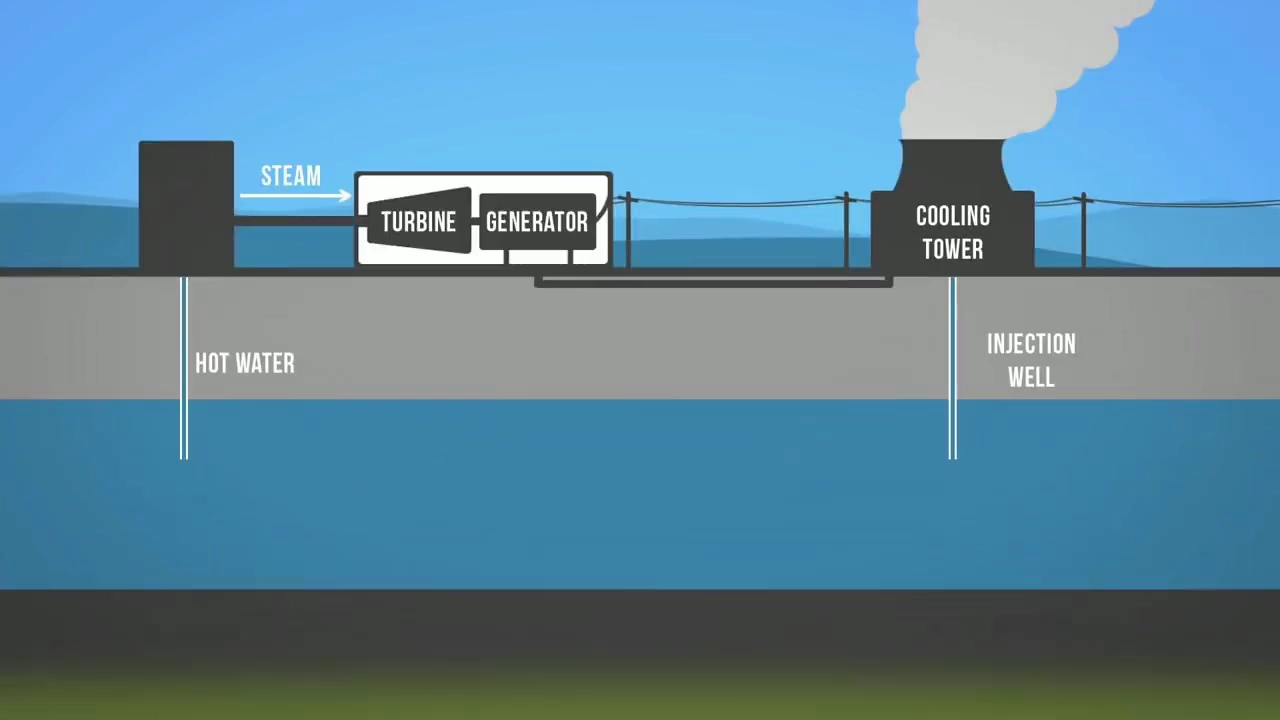 STEAM
TURBINE
GENERATOR
COOLING
TOWER
HOT WATER
INJECTION
WELL